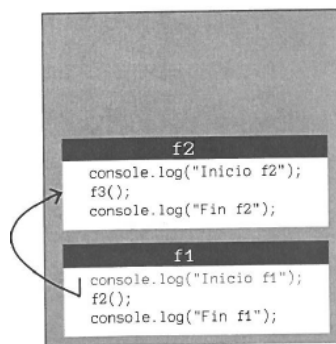 f2
console.log("Inicio f2");
f3();
console.log("Fin f2");
f1
console.log("Inicio f1");
f2();
console.log("Fin f1");